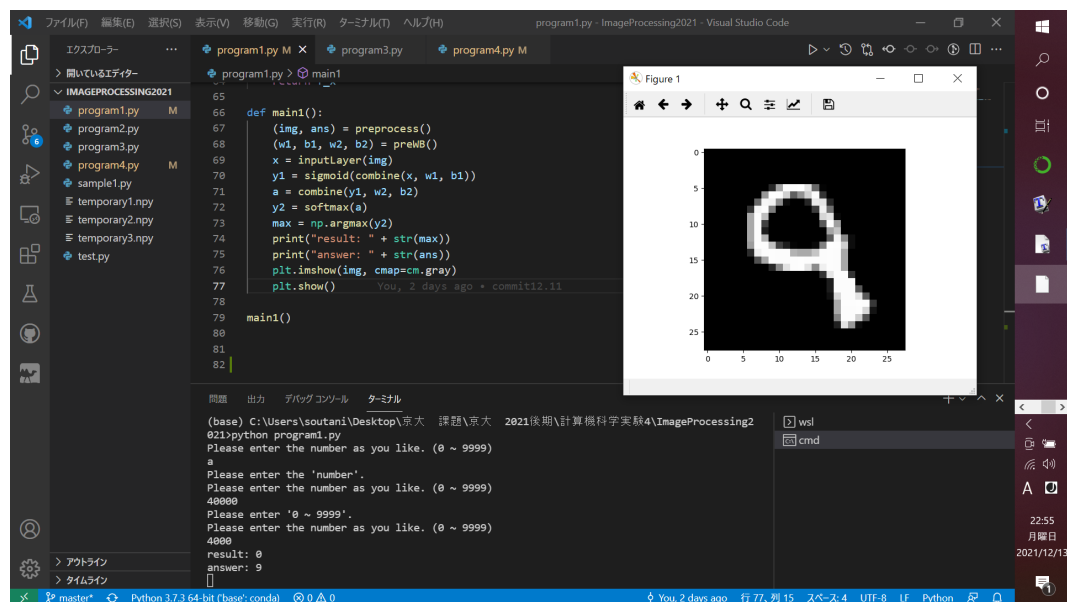 ファイル(F) 編集(E) 選択(S) 表示(V) 移動(G) 実行(R) ターミナル(T) ヘルプ(H) program1.py - ImageProcessing2021 - Visual Studio Code
エクスプローラー ···
program1.py M × program3.py program4.py M
開いているエディター
program1.py > main1
IMAGEPROCESSING2021
program1.py M
program2.py
program3.py
program4.py M
sample1.py
temporary1.npy
temporary2.npy
temporary3.npy
test.py
6
アウトライン
タイムライン
65
66 def main1():
67 (img, ans) = preprocess()
68 (w1, b1, w2, b2) = preWB()
69 x = inputLayer(img)
70 y1 = sigmoid(combine(x, w1, b1))
71 a = combine(y1, w2, b2)
72 y2 = softmax(a)
73 max = np.argmax(y2)
74 print("result: " + str(max))
75 print("answer: " + str(ans))
76 plt.imshow(img, cmap=cm.gray)
77 plt.show() You, 2 days ago • commit12.11
78
79 main1()
80
81
82
Figure 1
0
5
10
15
20
25
0 5 10 15 20 25
問題 出力 デバッグ コンソール ターミナル
(base) C:\Users\soutani\Desktop\京大 課題\京大 2021後期\計算機科学実験4\ImageProcessing2
021>python program1.py
Please enter the number as you like. (0 ~ 9999)
a
Please enter the 'number'.
Please enter the number as you like. (0 ~ 9999)
40000
Please enter '0 ~ 9999'.
Please enter the number as you like. (0 ~ 9999)
4000
result: 0
answer: 9
wsl
cmd
master* Python 3.7.3 64-bit ('base': conda) 0 0 You, 2 days ago 行 77、列 15 スペース: 4 UTF-8 LF Python
A
22:55
月曜日
2021/12/13
1